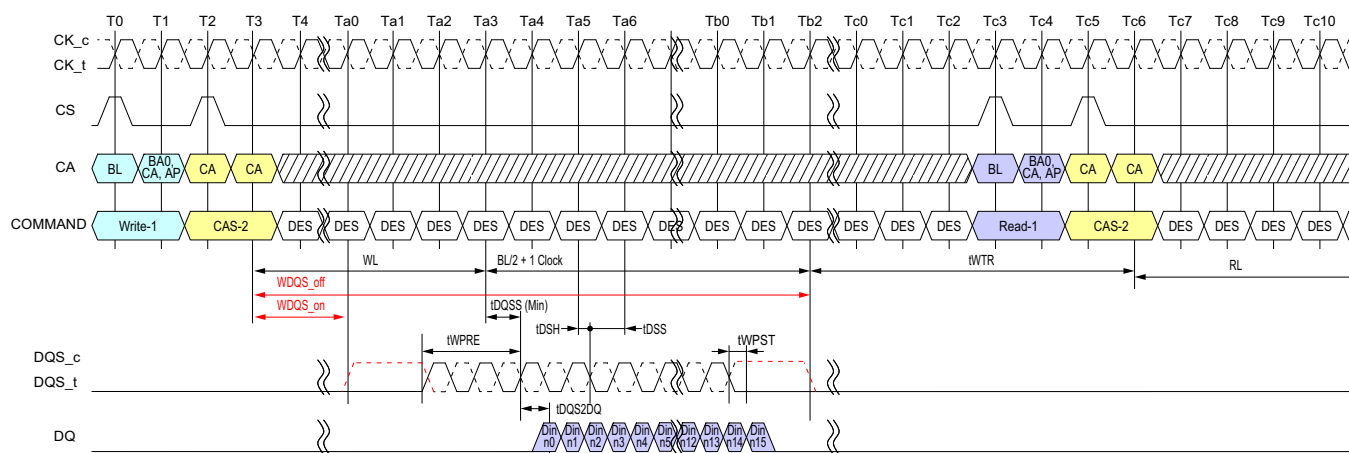 T0 T1 T2 T3 T4 Ta0 Ta1 Ta2 Ta3 Ta4 Ta5 Ta6 Tb0 Tb1 Tb2 Tc0 Tc1 Tc2 Tc3 Tc4 Tc5 Tc6 Tc7 Tc8 Tc9 Tc10
CK_c
CK_t
CS
CA BL BA0, CA, AP CA CA BL BA0, CA, AP CA CA
COMMAND Write-1 CAS-2 DES DES DES DES DES DES DES DES DES DES DES DES DES DES DES Read-1 CAS-2 DES DES DES DES
WL BL/2 + 1 Clock tWTR RL
WDQS_off
WDQS_on tDQSS (Min)
tDSH tDSS
tWPRE tWPST
DQS_c
DQS_t
tDQS2DQ
DQ Din n0 Din n1 Din n2 Din n3 Din n4 Din n5 Din n12 Din n13 Din n14 Din n15